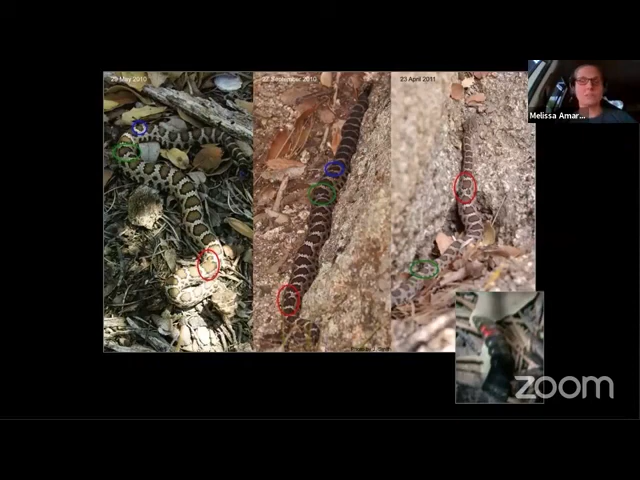 29 May 2010
27 September 2010
23 April 2011
Melissa Amar...
zoom